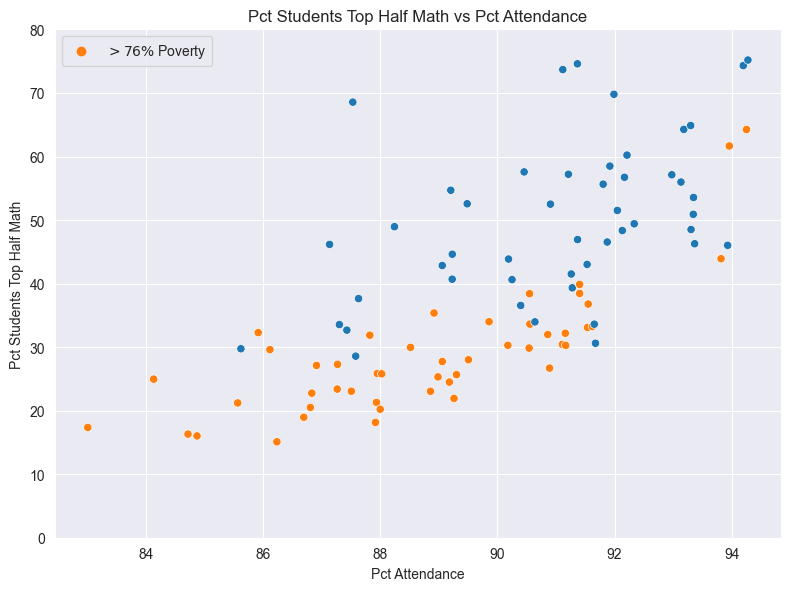 Pct Students Top Half Math vs Pct Attendance
> 76% Poverty
Pct Students Top Half Math
80
70
60
50
40
30
20
10
0
84 86 88 90 92 94
Pct Attendance